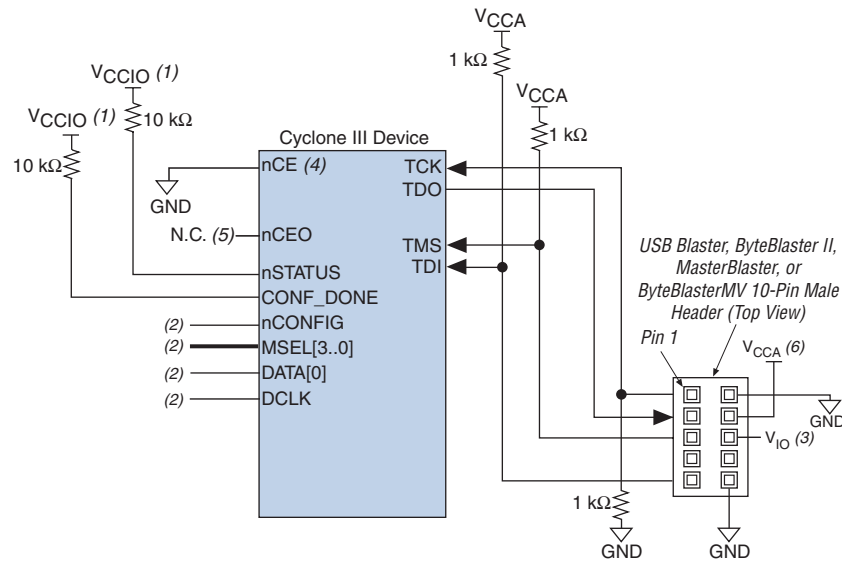 VCCA
1 kΩ
VCCIO (1)
VCCA
VCCIO (1)
10 kΩ
1 kΩ
Cyclone III Device
10 kΩ
nCE (4)
TCK
GND
TDO
N.C. (5)
nCEO
TMS
nSTATUS
TDI
CONF_DONE
(2)
nCONFIG
(2)
MSEL[3..0]
(2)
DATA[0]
(2)
DCLK
USB Blaster, ByteBlaster II,
MasterBlaster, or
ByteBlasterMV 10-Pin Male
Header (Top View)
Pin 1
VCCA (6)
GND
VIO (3)
1 kΩ
GND
GND